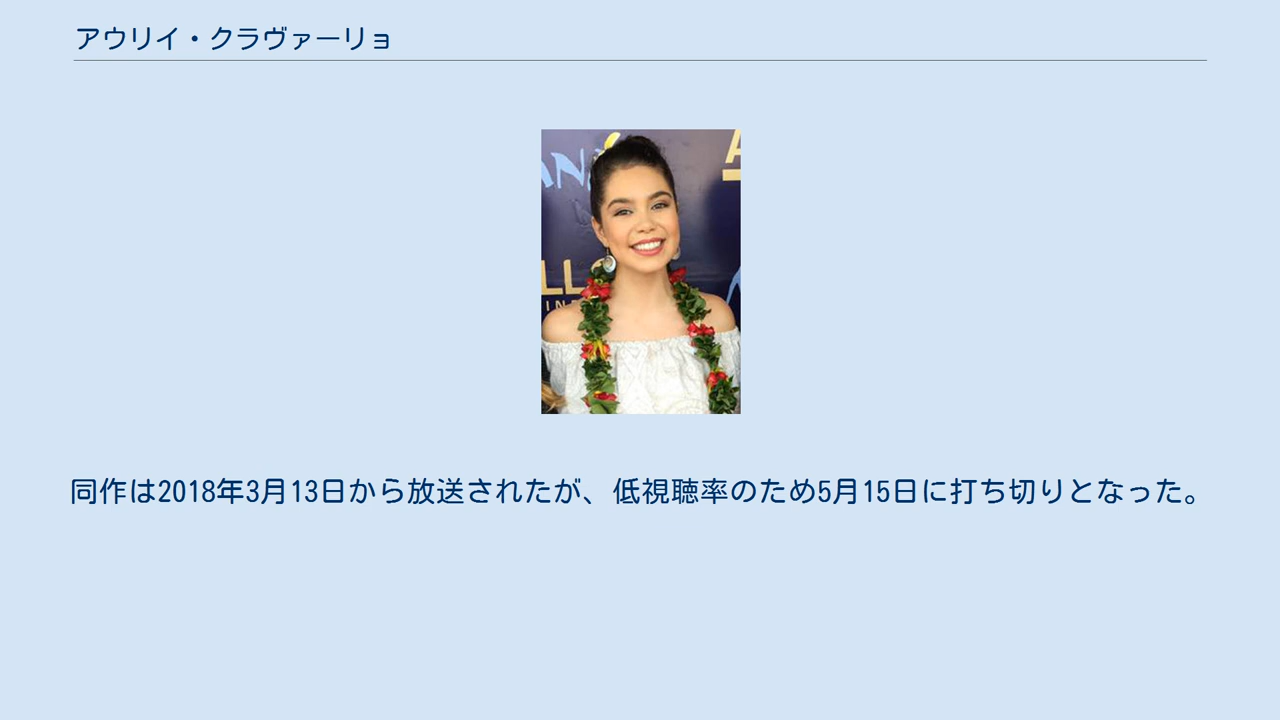 アウリイ・クラヴァーリョ
同作は2018年3月13日から放送されたが、低視聴率のため5月15日に打ち切りとなった。